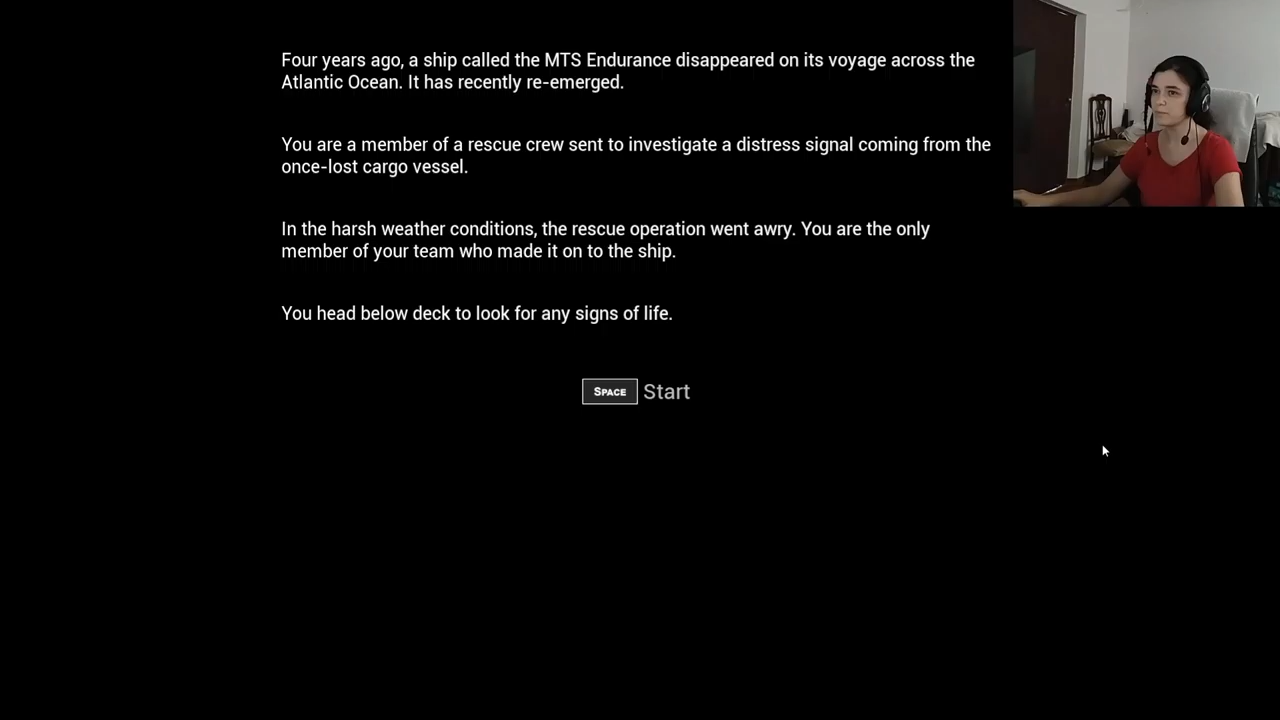 Four years ago, a ship called the MTS Endurance disappeared on its voyage across the
Atlantic Ocean. It has recently re-emerged.
You are a member of a rescue crew sent to investigate a distress signal coming from the
once-lost cargo vessel.
In the harsh weather conditions, the rescue operation went awry. You are the only
member of your team who made it on to the ship.
You head below deck to look for any signs of life.
SPACE Start